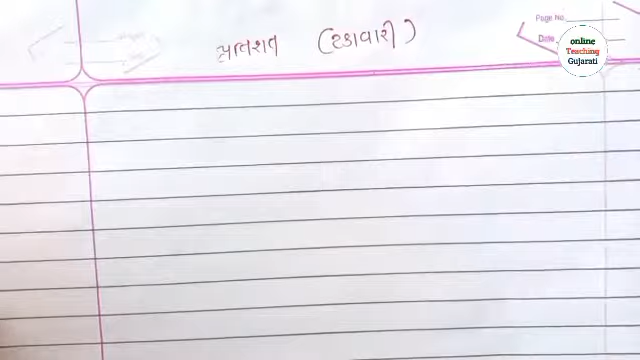 પ્રતિશત (ટકાવારી)
Page No.
Date
online
Teaching
Gujarati